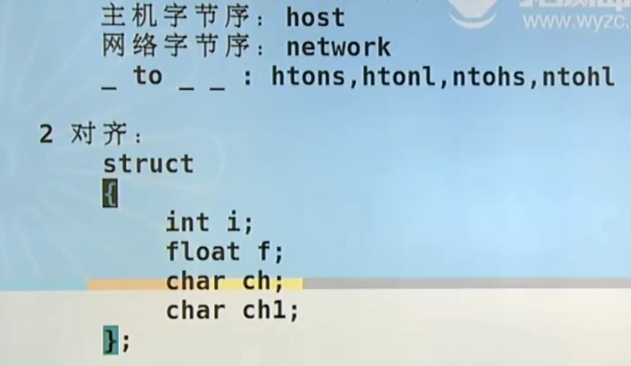 主机字节序：host
www.wyzc.
网络字节序：network
_ to _ _ : htons,htonl,ntohs,ntohl
2 对齐：
struct
{
int i;
float f;
char ch;
char ch1;
};